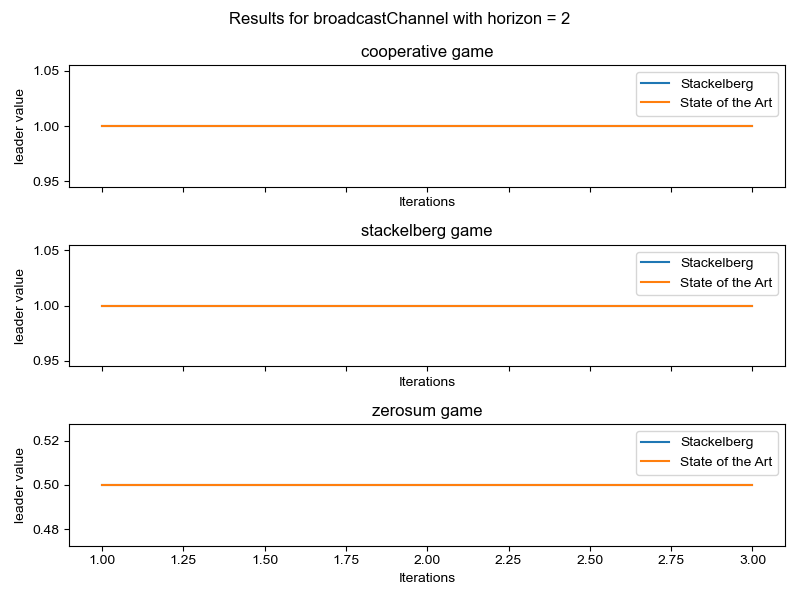 Results for broadcastChannel with horizon = 2
cooperative game
1.05
1.00
0.95
leader value
Stackelberg
State of the Art
Iterations
stackelberg game
1.05
1.00
0.95
leader value
Stackelberg
State of the Art
Iterations
zerosum game
0.52
0.50
0.48
leader value
Stackelberg
State of the Art
1.00 1.25 1.50 1.75 2.00 2.25 2.50 2.75 3.00
Iterations